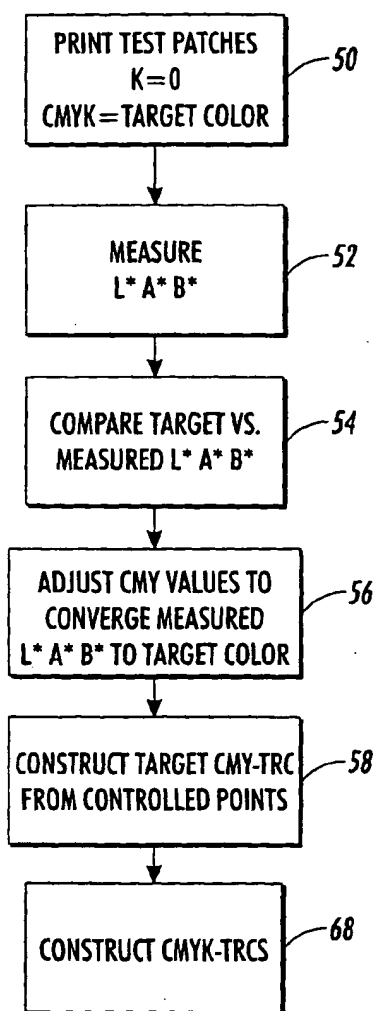 PRINT TEST PATCHES
K=0
CMYK=TARGET COLOR
50
MEASURE
L* A* B*
52
COMPARE TARGET VS.
MEASURED L* A* B*
54
ADJUST CMY VALUES TO
CONVERGE MEASURED
L* A* B* TO TARGET COLOR
56
CONSTRUCT TARGET CMY-TRC
FROM CONTROLLED POINTS
58
CONSTRUCT CMYK-TRCS
68